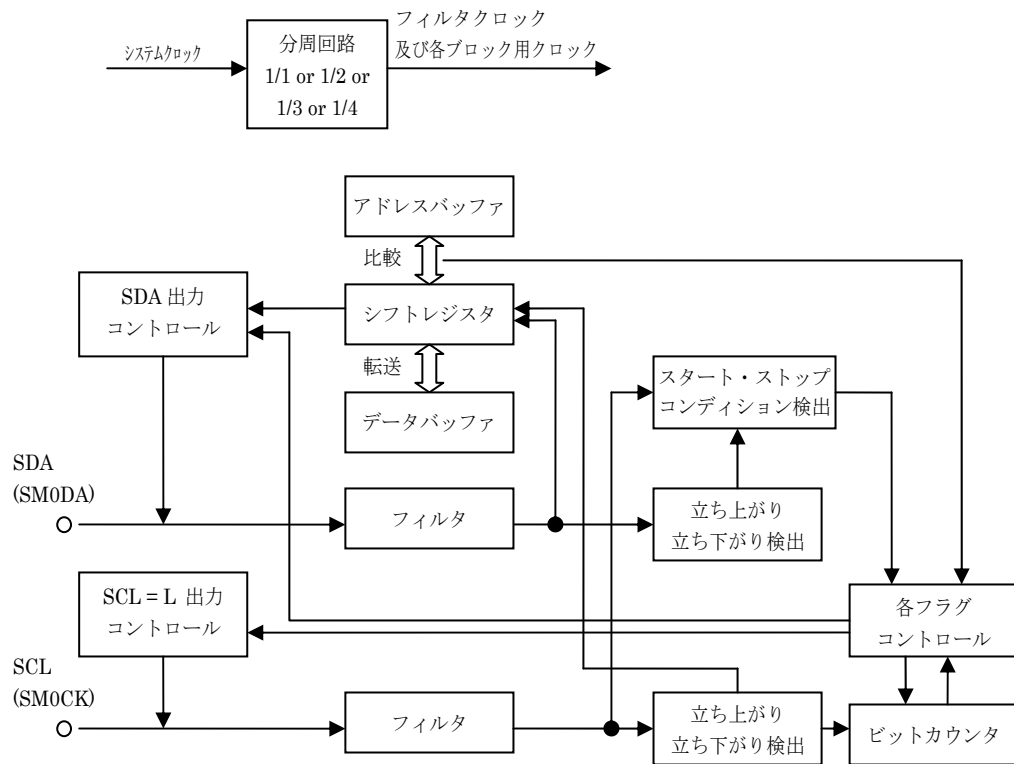 フィルタクロック
及び各ブロック用クロック
システムクロック
分周回路
1/1 or 1/2 or
1/3 or 1/4
アドレスバッファ
比較
SDA 出力
コントロール
シフトレジスタ
転送
スタート・ストップ
コンディション検出
データバッファ
SDA
(SM0DA)
フィルタ
立ち上がり
立ち下がり検出
SCL = L 出力
コントロール
各フラグ
コントロール
SCL
(SM0CK)
フィルタ
立ち上がり
立ち下がり検出
ビットカウンタ